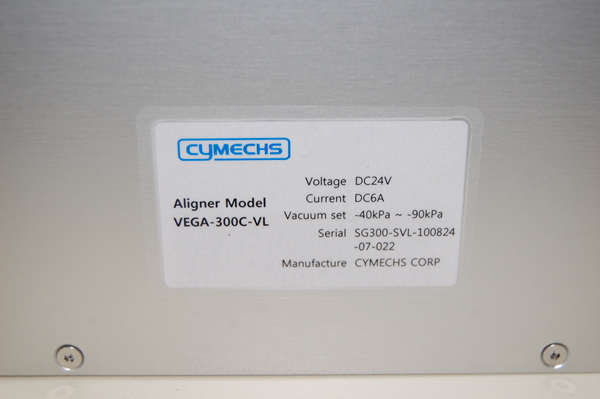 CYMECHS
Aligner Model
VEGA-300C-VL
Voltage DC24V
Current DC6A
Vacuum set -40kPa ~ -90kPa
Serial SG300-SVL-100824
-07-022
Manufacture CYMECHS CORP